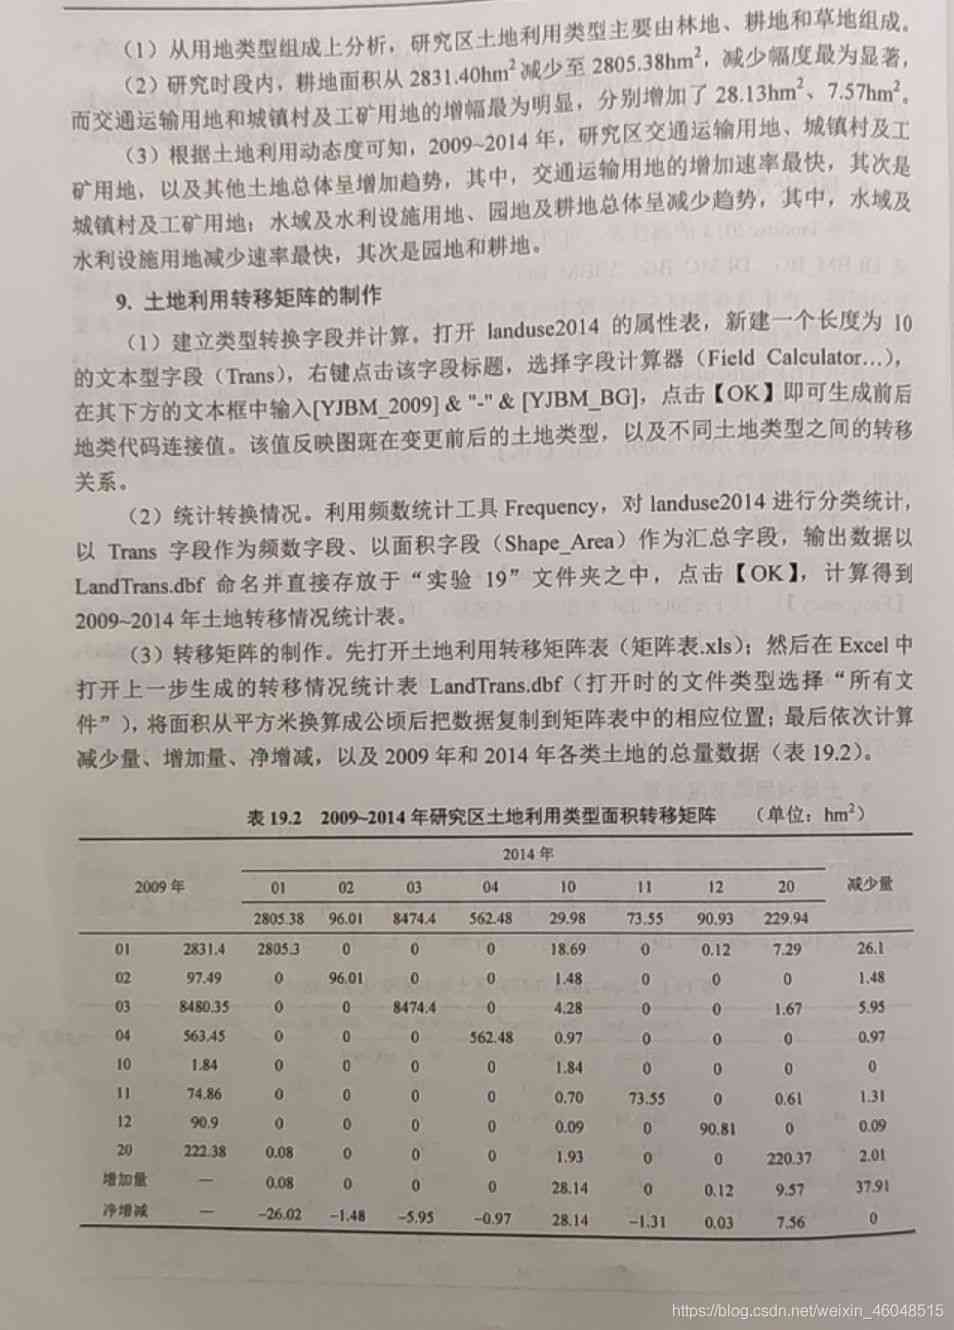 （1）从用地类型组成上分析，研究区土地利用类型主要由林地、耕地和草地组成。
（2）研究时段内，耕地面积从 2831.40hm²减少至 2805.38hm²，减少幅度最为显著，
而交通运输用地和城镇村及工矿用地的增幅最为明显，分别增加了 28.13hm²、7.57hm²。
（3）根据土地利用动态度可知，2009~2014 年，研究区交通运输用地、城镇村及工
矿用地，以及其他土地总体呈增加趋势，其中，交通运输用地的增加速率最快，其次是
城镇村及工矿用地；水域及水利设施用地、园地及耕地总体呈减少趋势，其中，水域及
水利设施用地减少速率最快，其次是园地和耕地。
9. 土地利用转移矩阵的制作
（1）建立类型转换字段并计算。打开 landuse2014 的属性表，新建一个长度为 10
的文本型字段（Trans），右键点击该字段标题，选择字段计算器（Field Calculator...），
在其下方的文本框中输入[YJBM_2009] & "-" & [YJBM_BG]，点击【OK】即可生成前后
地类代码连接值。该值反映图斑在变更前后的土地类型，以及不同土地类型之间的转移
关系。
（2）统计转换情况。利用频数统计工具 Frequency，对 landuse2014 进行分类统计，
以 Trans 字段作为频数字段、以面积字段（Shape_Area）作为汇总字段，输出数据以
LandTrans.dbf 命名并直接存放于“实验 19”文件夹之中，点击【OK】，计算得到
2009~2014 年土地转移情况统计表。
（3）转移矩阵的制作。先打开土地利用转移矩阵表（矩阵表.xls）；然后在 Excel 中
打开上一步生成的转移情况统计表 LandTrans.dbf（打开时的文件类型选择“所有文
件”），将面积从平方米换算成公顷后把数据复制到矩阵表中的相应位置；最后依次计算
减少量、增加量、净增减，以及 2009 年和 2014 年各类土地的总量数据（表 19.2）。
表 19.2 2009~2014 年研究区土地利用类型面积转移矩阵 （单位：hm²）
2014 年
2009 年 01 02 03 04 10 11 12 20 减少量
2805.38 96.01 8474.4 562.48 29.98 73.55 90.93 229.94
01 2831.4 2805.3 0 0 0 18.69 0 0.12 7.29 26.1
02 97.49 0 96.01 0 0 1.48 0 0 0 1.48
03 8480.35 0 0 8474.4 0 4.28 0 0 1.67 5.95
04 563.45 0 0 0 562.48 0.97 0 0 0 0.97
10 1.84 0 0 0 0 1.84 0 0 0 0
11 74.86 0 0 0 0 0.70 73.55 0 0.61 1.31
12 90.9 0 0 0 0 0.09 0 90.81 0 0.09
20 222.38 0.08 0 0 0 1.93 0 0 220.37 2.01
增加量 — 0.08 0 0 0 28.14 0 0.12 9.57 37.91
净增减 — -26.02 -1.48 -5.95 -0.97 28.14 -1.31 0.03 7.56 0
https://blog.csdn.net/weixin_46048515